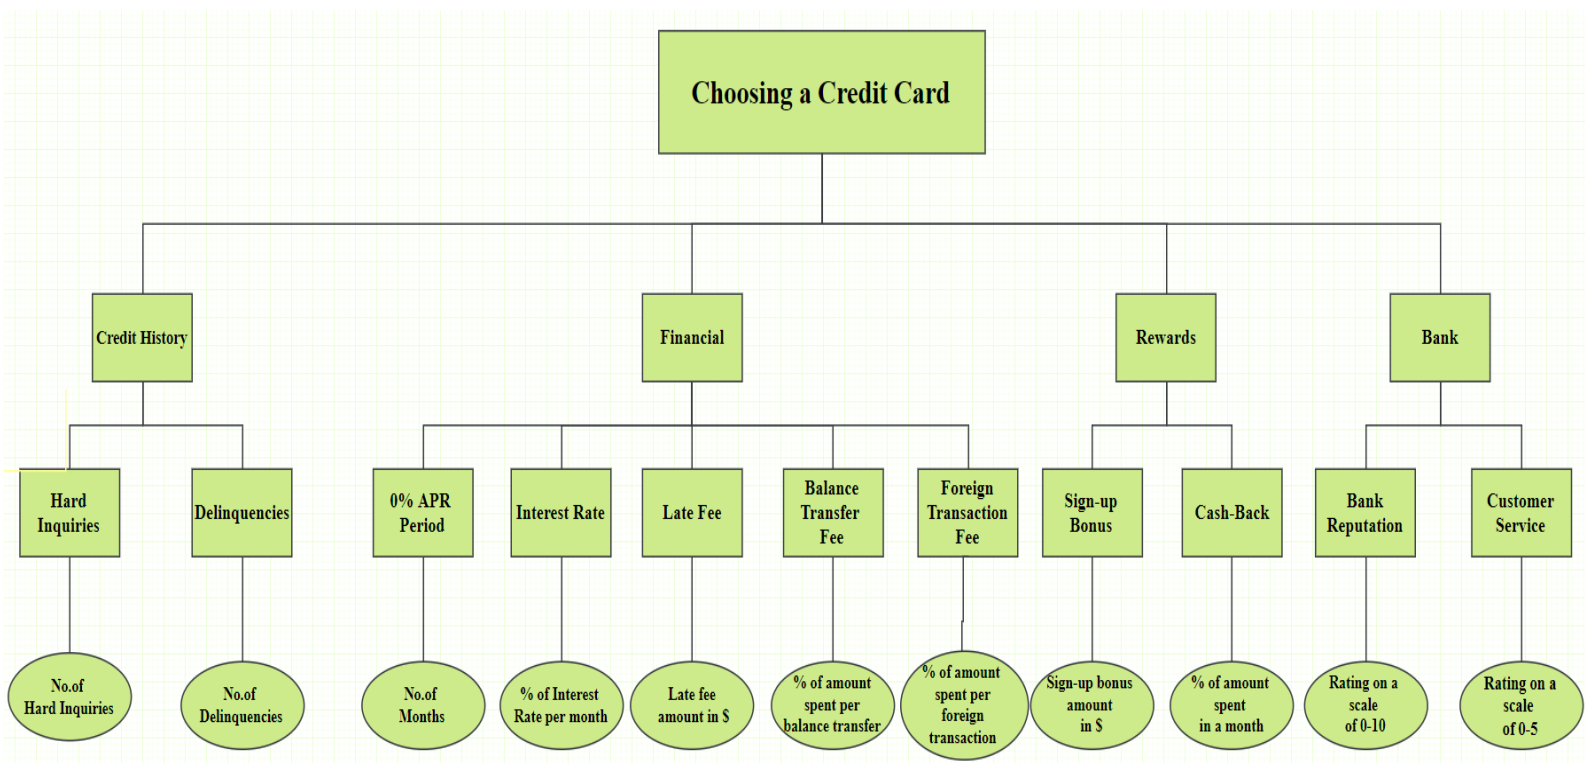 Choosing a Credit Card
Credit History
Financial
Rewards
Bank
Hard
Inquiries
Delinquencies
0% APR
Period
Interest Rate
Late Fee
Balance
Transfer
Fee
Foreign
Transaction
Fee
Sign-up
Bonus
Cash-Back
Bank
Reputation
Customer
Service
No.of
Hard Inquiries
No.of
Delinquencies
No.of
Months
% of Interest
Rate per month
Late fee
amount in $
% of amount
spent per
balance transfer
% of amount
spent per
foreign
transaction
Sign-up bonus
amount
in $
% of amount
spent
in a month
Rating on a
scale
of 0-10
Rating on a
scale
of 0-5